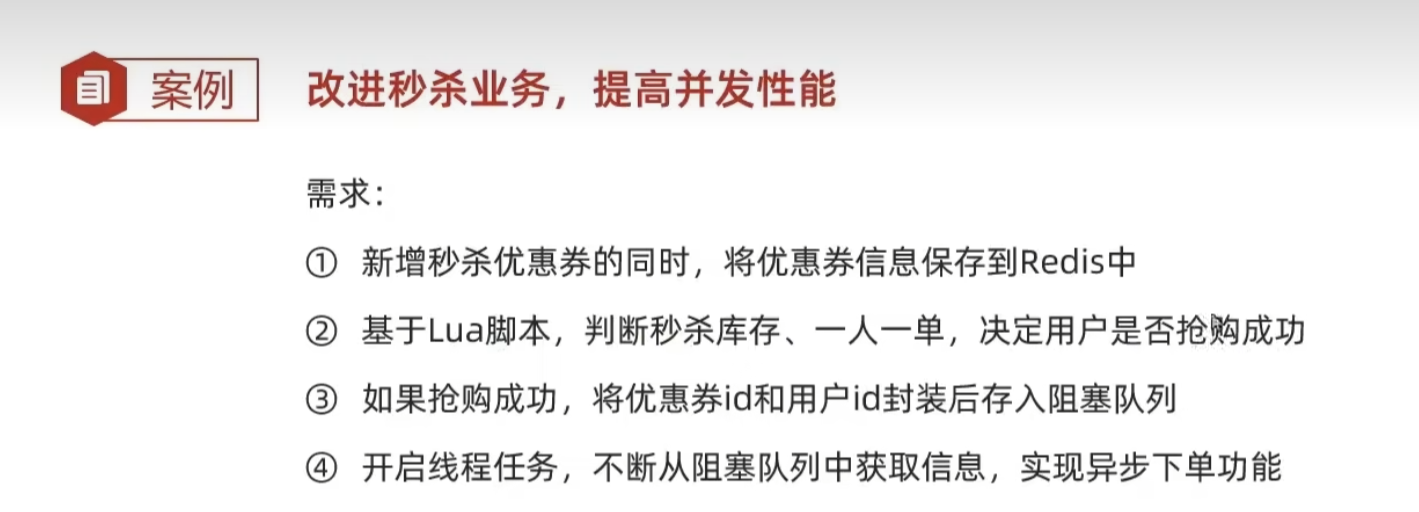 案例 改进秒杀业务，提高并发性能
需求：
① 新增秒杀优惠券的同时，将优惠券信息保存到Redis中
② 基于Lua脚本，判断秒杀库存、一人一单，决定用户是否抢购成功
③ 如果抢购成功，将优惠券id和用户id封装后存入阻塞队列
④ 开启线程任务，不断从阻塞队列中获取信息，实现异步下单功能